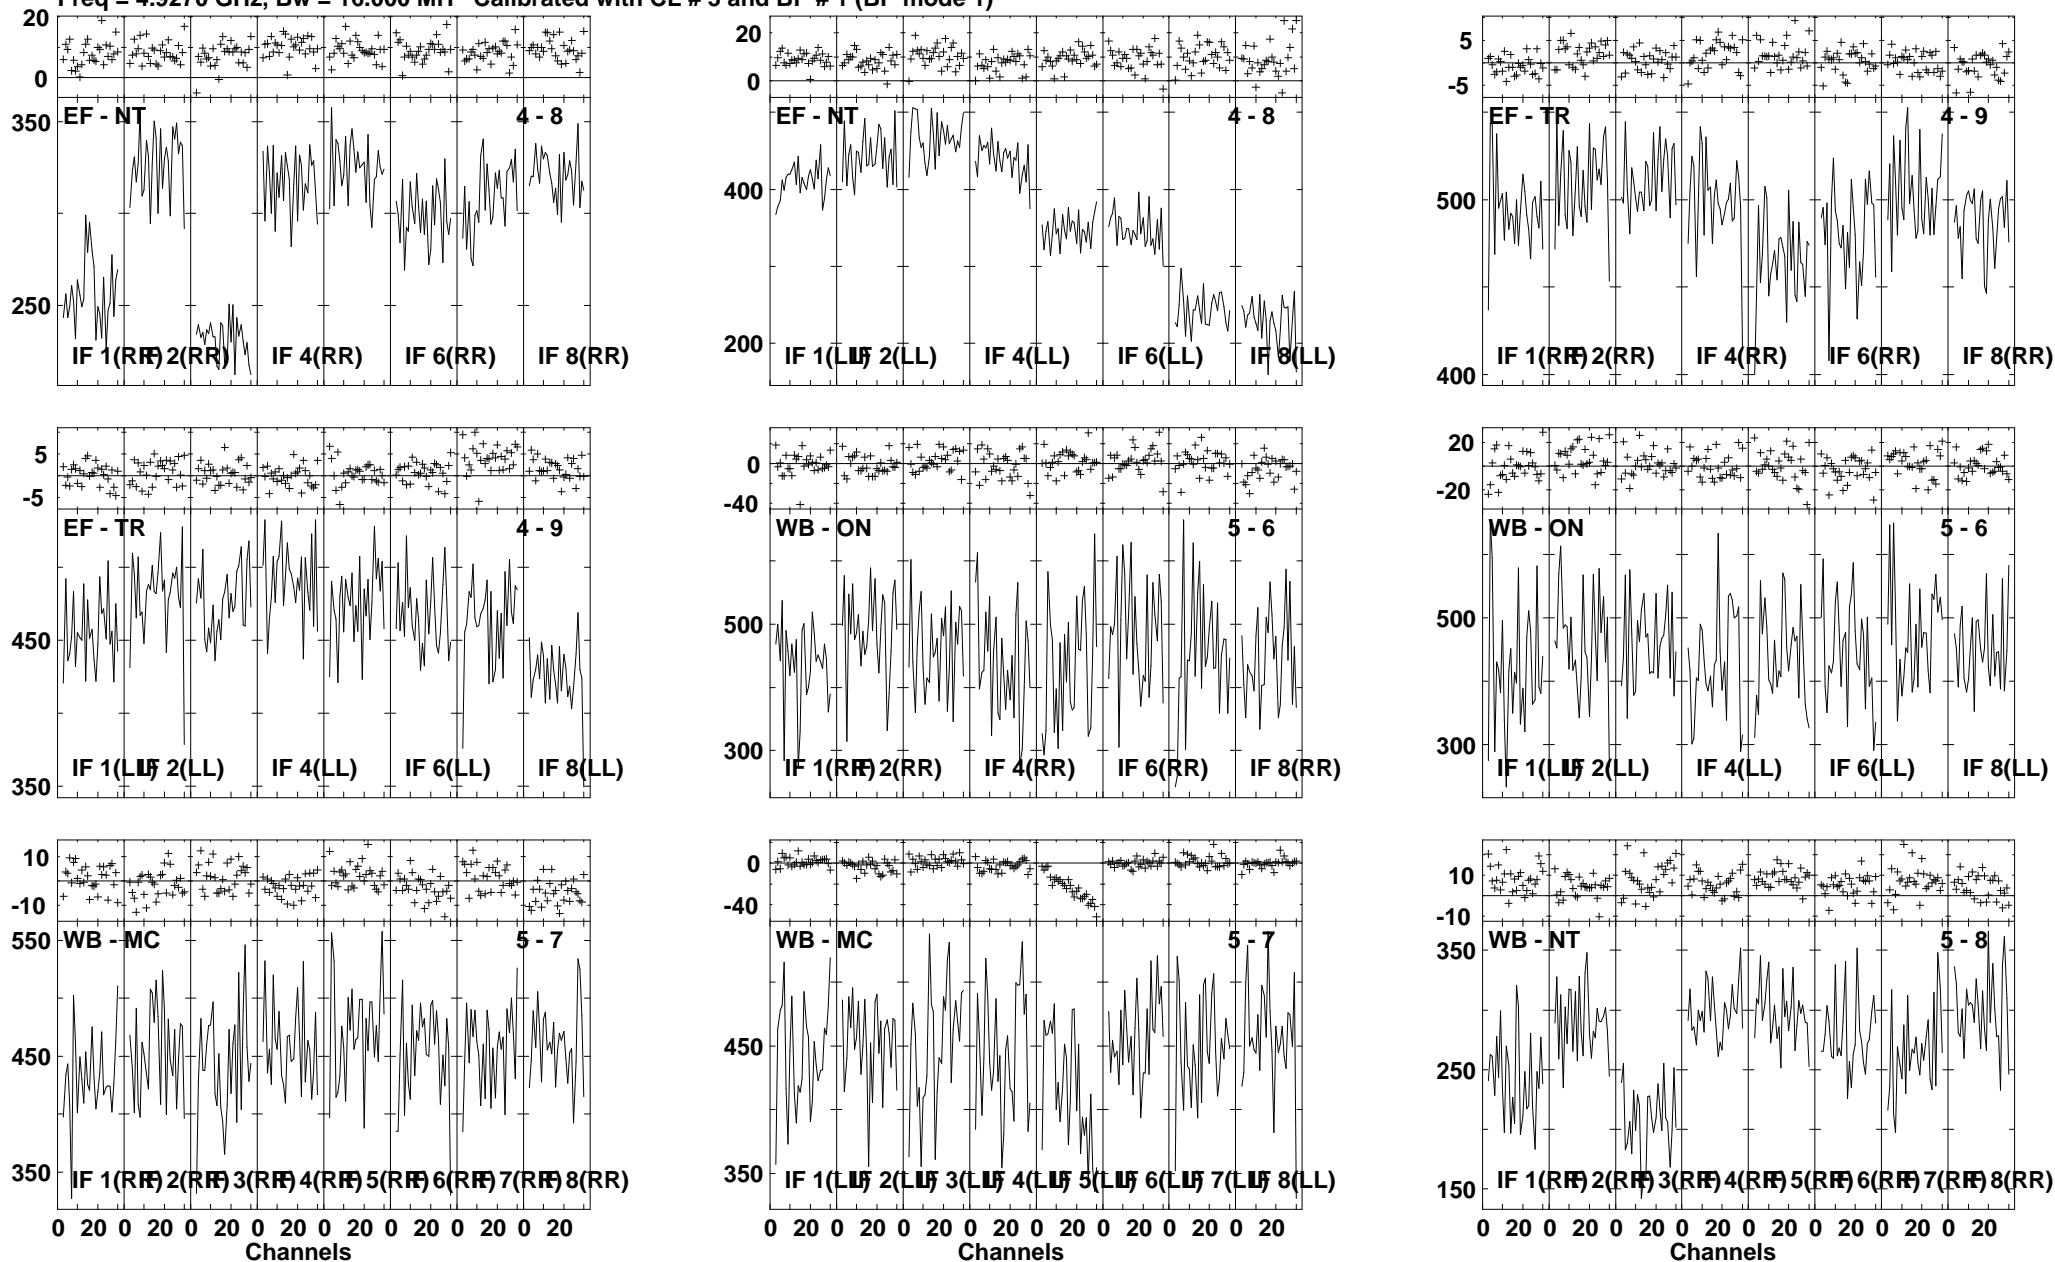 Freq = 4.9270 GHz, Bw = 16.000 MH Calibrated with CL # 3 and BP # 1 (BP mode 1)
20
0
350
250
EF - NT
4 - 8
IF 1(RR) IF 2(RR) IF 4(RR) IF 6(RR) IF 8(RR)
20
0
400
200
EF - NT
4 - 8
IF 1(LL) IF 2(LL) IF 4(LL) IF 6(LL) IF 8(LL)
5
-5
500
400
EF - TR
4 - 9
IF 1(RR) IF 2(RR) IF 4(RR) IF 6(RR) IF 8(RR)
5
-5
450
350
EF - TR
4 - 9
IF 1(LL) IF 2(LL) IF 4(LL) IF 6(LL) IF 8(LL)
0
-40
500
300
WB - ON
5 - 6
IF 1(RR) IF 2(RR) IF 4(RR) IF 6(RR) IF 8(RR)
20
-20
500
300
WB - ON
5 - 6
IF 1(LL) IF 2(LL) IF 4(LL) IF 6(LL) IF 8(LL)
10
-10
550
450
350
WB - MC
5 - 7
IF 1(RR) IF 2(RR) IF 3(RR) IF 4(RR) IF 5(RR) IF 6(RR) IF 7(RR) IF 8(RR)
0 20 0 20 0 20 0 20 0 20 0 20 0 20 0 20
Channels
0
-40
450
350
WB - MC
5 - 7
IF 1(LL) IF 2(LL) IF 3(LL) IF 4(LL) IF 5(LL) IF 6(LL) IF 7(LL) IF 8(LL)
0 20 0 20 0 20 0 20 0 20 0 20 0 20 0 20
Channels
10
-10
350
250
150
WB - NT
5 - 8
IF 1(RR) IF 2(RR) IF 3(RR) IF 4(RR) IF 5(RR) IF 6(RR) IF 7(RR) IF 8(RR)
0 20 0 20 0 20 0 20 0 20 0 20 0 20 0 20
Channels